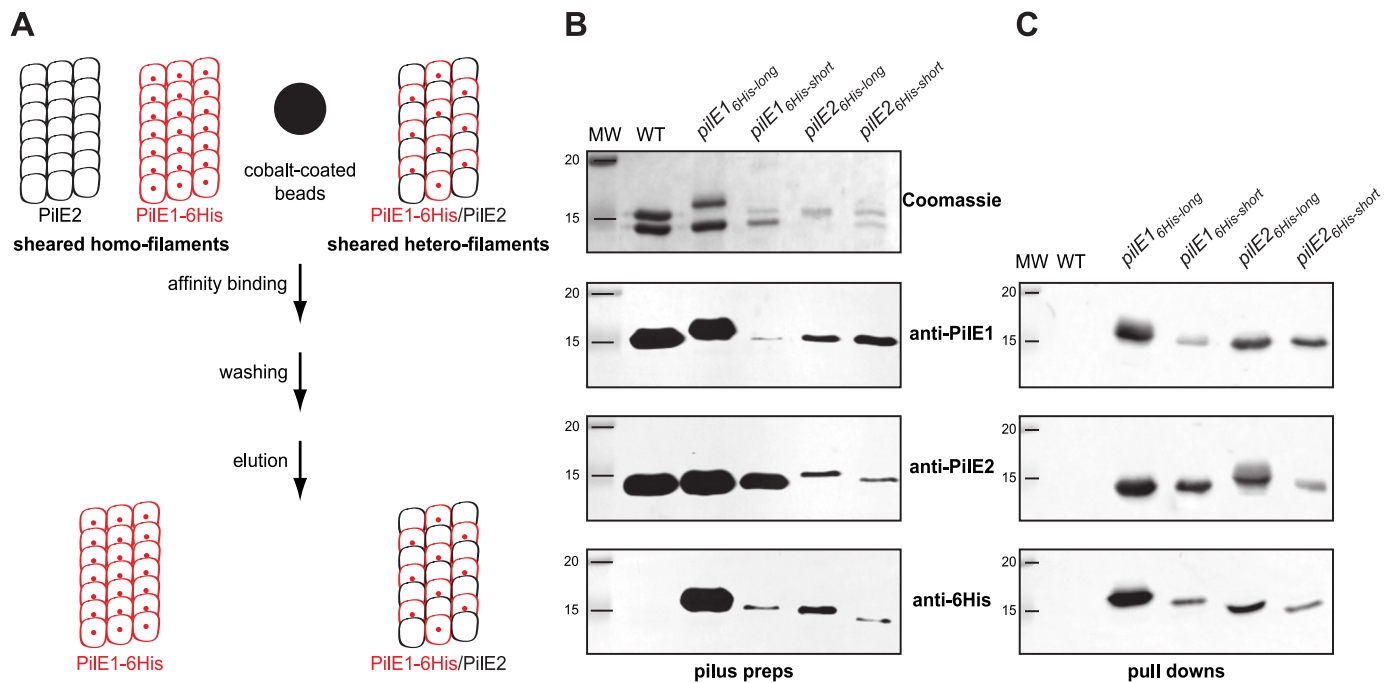 A
PilE2
PilE1-6His
cobalt-coated
beads
PilE1-6His/PilE2
sheared homo-filaments
sheared hetero-filaments
affinity binding
washing
elution
PilE1-6His
PilE1-6His/PilE2
B
MW
WT
pilE1 6His-long
pilE1 6His-short
pilE2 6His-long
pilE2 6His-short
20
15
Coomassie
20
15
anti-PilE1
20
15
anti-PilE2
20
15
anti-6His
pilus preps
C
MW
WT
pilE1 6His-long
pilE1 6His-short
pilE2 6His-long
pilE2 6His-short
20
15
20
15
20
15
pull downs